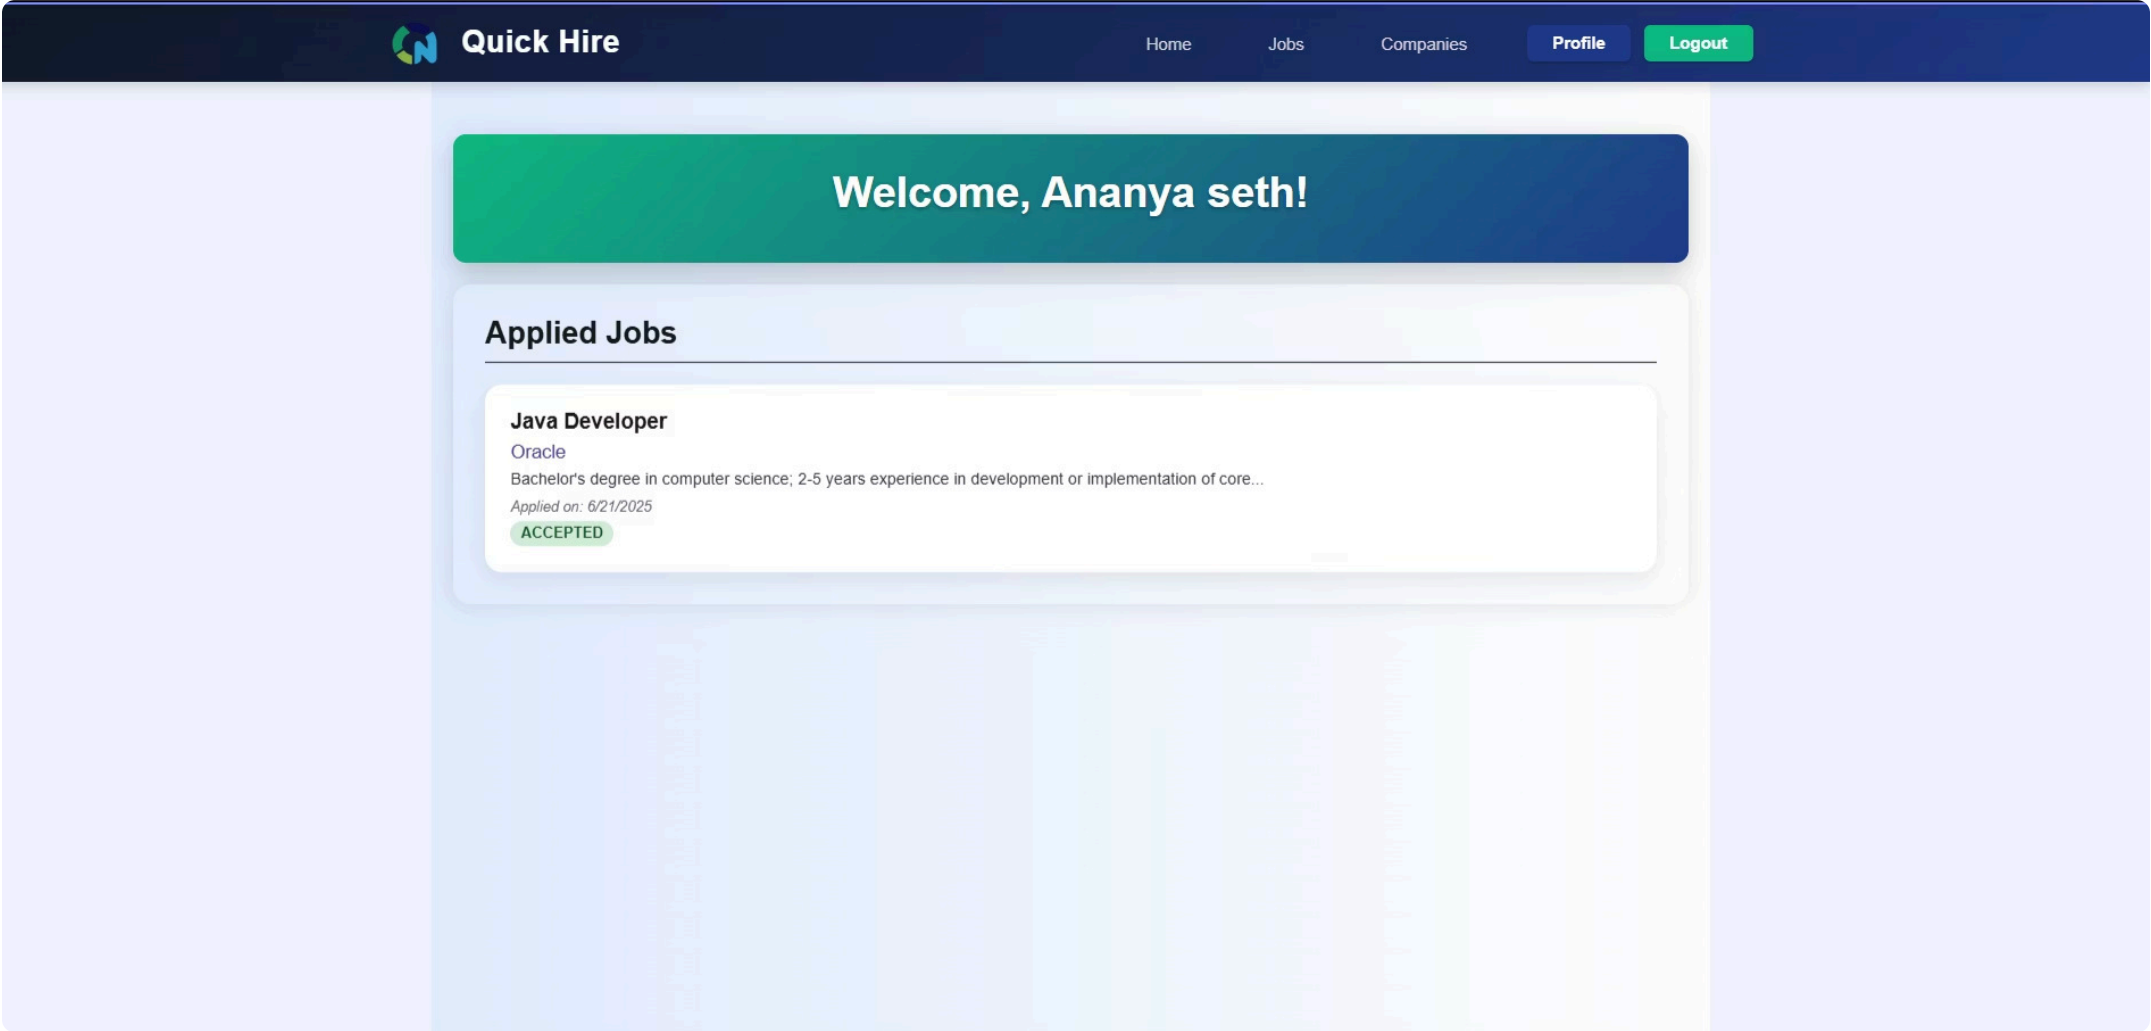 Quick Hire
Home Jobs Companies Profile Logout
Welcome, Ananya seth!
Applied Jobs
Java Developer
Oracle
Bachelor's degree in computer science; 2-5 years experience in development or implementation of core...
Applied on: 6/21/2025
ACCEPTED